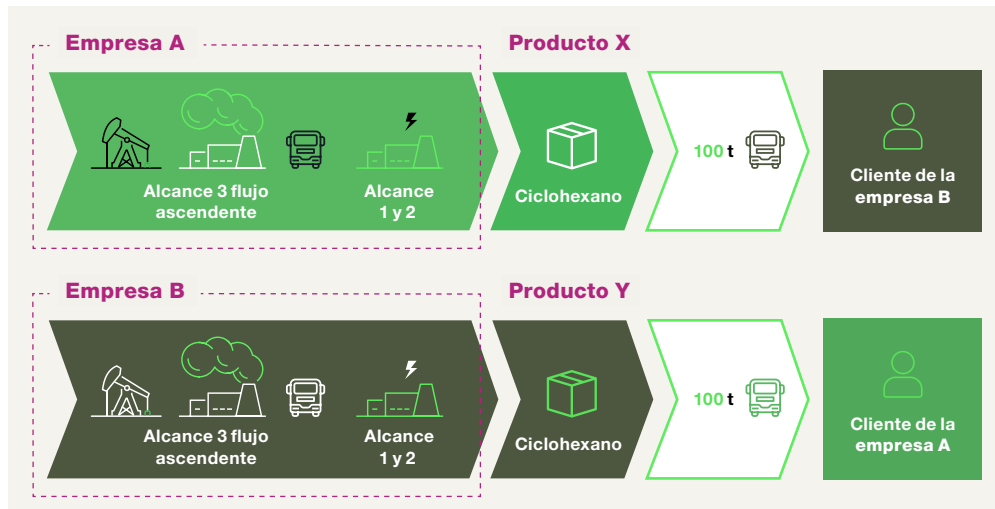 Empresa A
Producto X
Alcance 3 flujo
ascendente
Alcance
1 y 2
Ciclohexano
100 t
Cliente de la
empresa B
Empresa B
Producto Y
Alcance 3 flujo
ascendente
Alcance
1 y 2
Ciclohexano
100 t
Cliente de la
empresa A